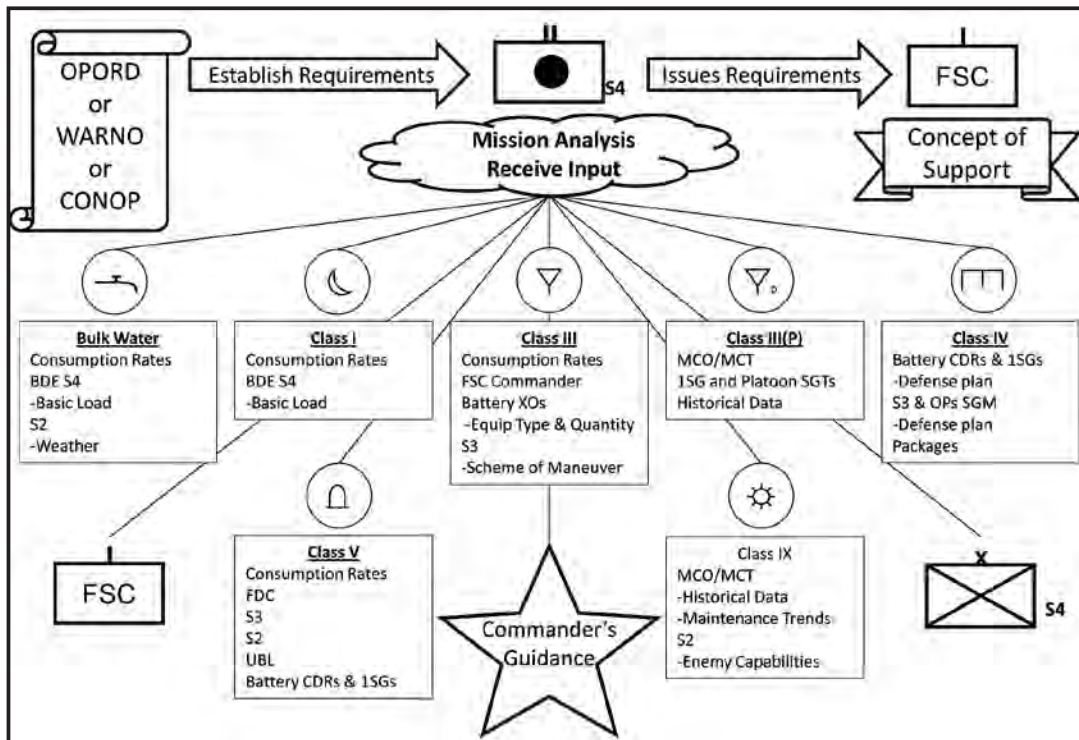 OPORD
or
WARNO
or
CONOP
Establish Requirements
S4
Issues Requirements
FSC
Mission Analysis
Receive Input
Concept of
Support
Bulk Water
Consumption Rates
BDE S4
-Basic Load
S2
-Weather
Class I
Consumption Rates
BDE S4
-Basic Load
Class III
Consumption Rates
FSC Commander
Battery XOs
-Equip Type & Quantity
S3
-Scheme of Maneuver
P
Class III(P)
MCO/MCT
1SG and Platoon SGTs
Historical Data
Class IV
Battery CDRs & 1SGs
-Defense plan
S3 & OPs SGM
-Defense plan
Packages
FSC
Class V
Consumption Rates
FDC
S3
S2
UBL
Battery CDRs & 1SGs
Commander's
Guidance
Class IX
MCO/MCT
-Historical Data
-Maintenance Trends
S2
-Enemy Capabilities
X
S4